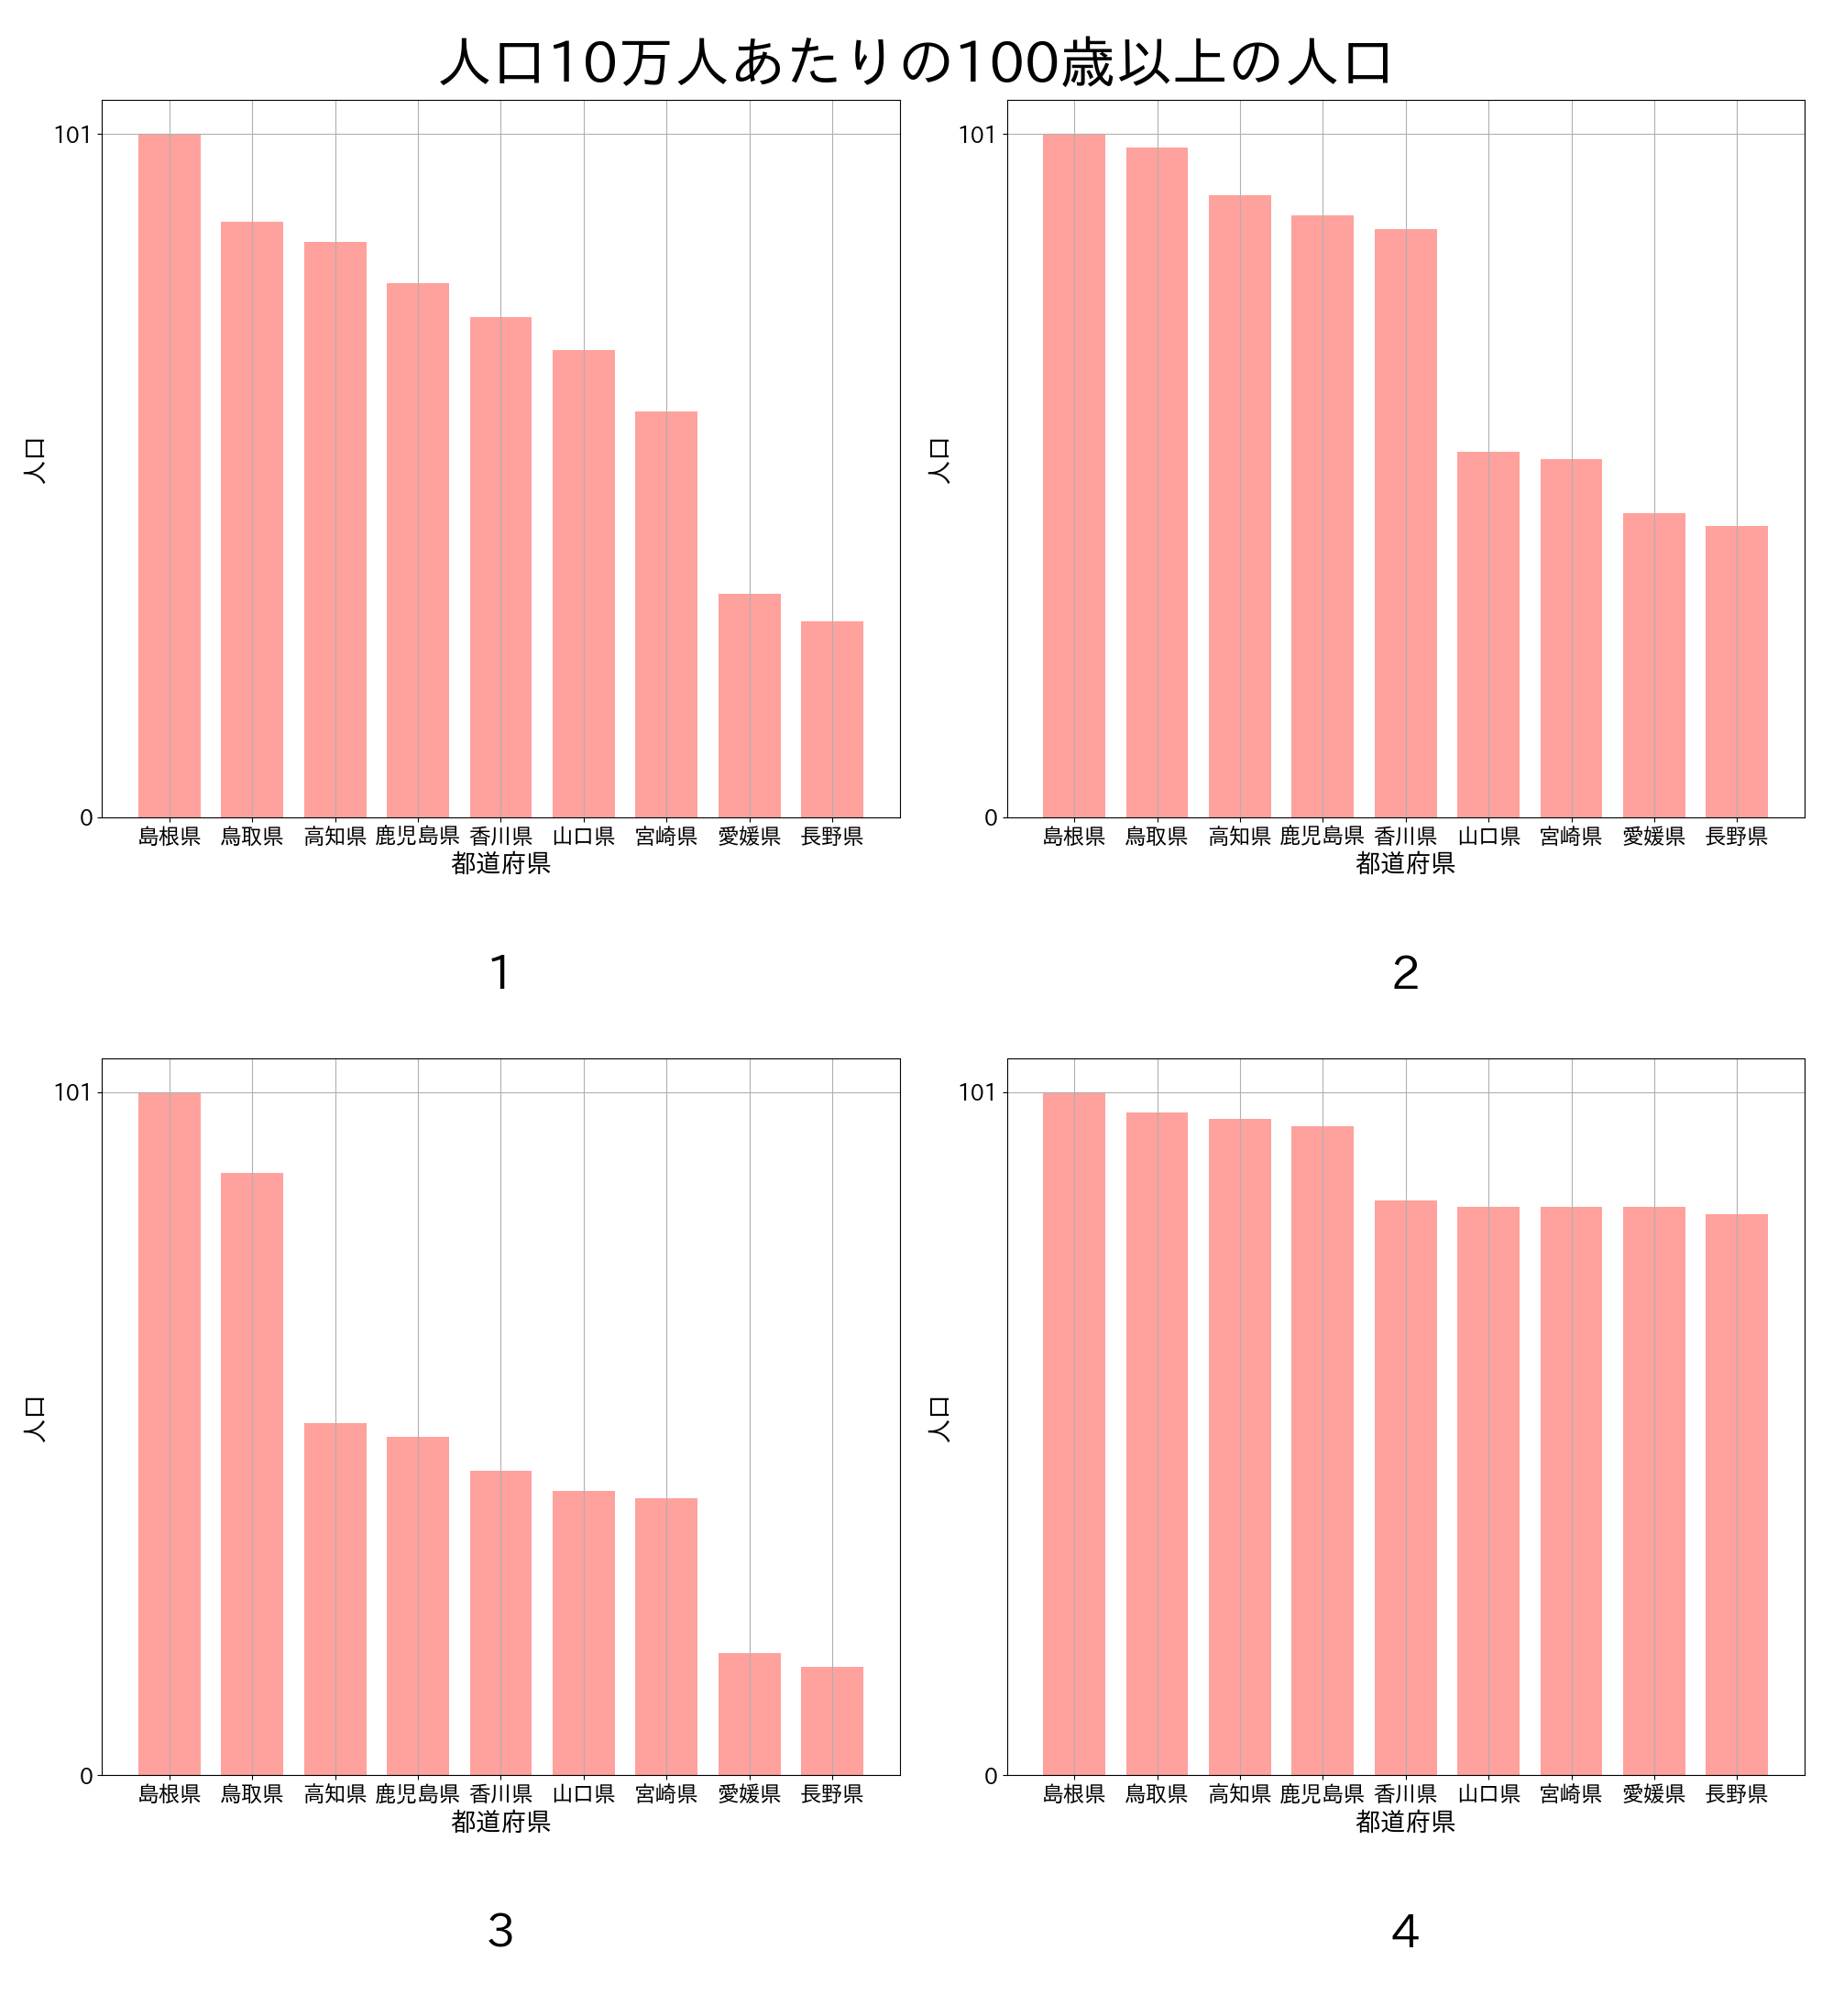 人口10万人あたりの100歳以上の人口
101
0
人口
島根県 鳥取県 高知県 鹿児島県 香川県 山口県 宮崎県 愛媛県 長野県
都道府県
1
101
0
人口
島根県 鳥取県 高知県 鹿児島県 香川県 山口県 宮崎県 愛媛県 長野県
都道府県
2
101
0
人口
島根県 鳥取県 高知県 鹿児島県 香川県 山口県 宮崎県 愛媛県 長野県
都道府県
3
101
0
人口
島根県 鳥取県 高知県 鹿児島県 香川県 山口県 宮崎県 愛媛県 長野県
都道府県
4